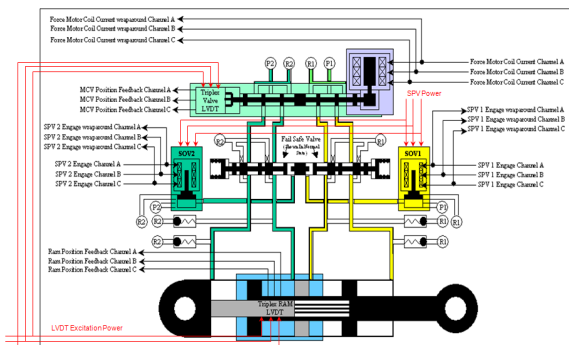 Force Motor Coil Current wraparound Channel A
Force Motor Coil Current wraparound Channel B
Force Motor Coil Current wraparound Channel C
P2
R2
R1
P1
Force Motor Coil Current Channel A
Force Motor Coil Current Channel B
Force Motor Coil Current Channel C
MCV Position Feedback Channel A
MCV Position Feedback Channel B
MCV Position Feedback Channel C
Triplex
Valve
LVDT
SPV Power
SPV 2 Engage wraparound Channel A
SPV 2 Engage wraparound Channel B
SPV 2 Engage wraparound Channel C
SPV 1 Engage wraparound Channel A
SPV 1 Engage wraparound Channel B
SPV 1 Engage wraparound Channel C
R2
Fail Safe Valve
(Shown In Normal
R1
SOV2
SOV1
SPV 2 Engage Channel A
SPV 2 Engage Channel B
SPV 2 Engage Channel C
SPV 1 Engage Channel A
SPV 1 Engage Channel B
SPV 1 Engage Channel C
P2
R2
P1
R1
R2
R1
R2
R1
Ram Position Feedback Channel A
Ram Position Feedback Channel B
Ram Position Feedback Channel C
Triplex RAM
LVDT
LVDT Excitation Power